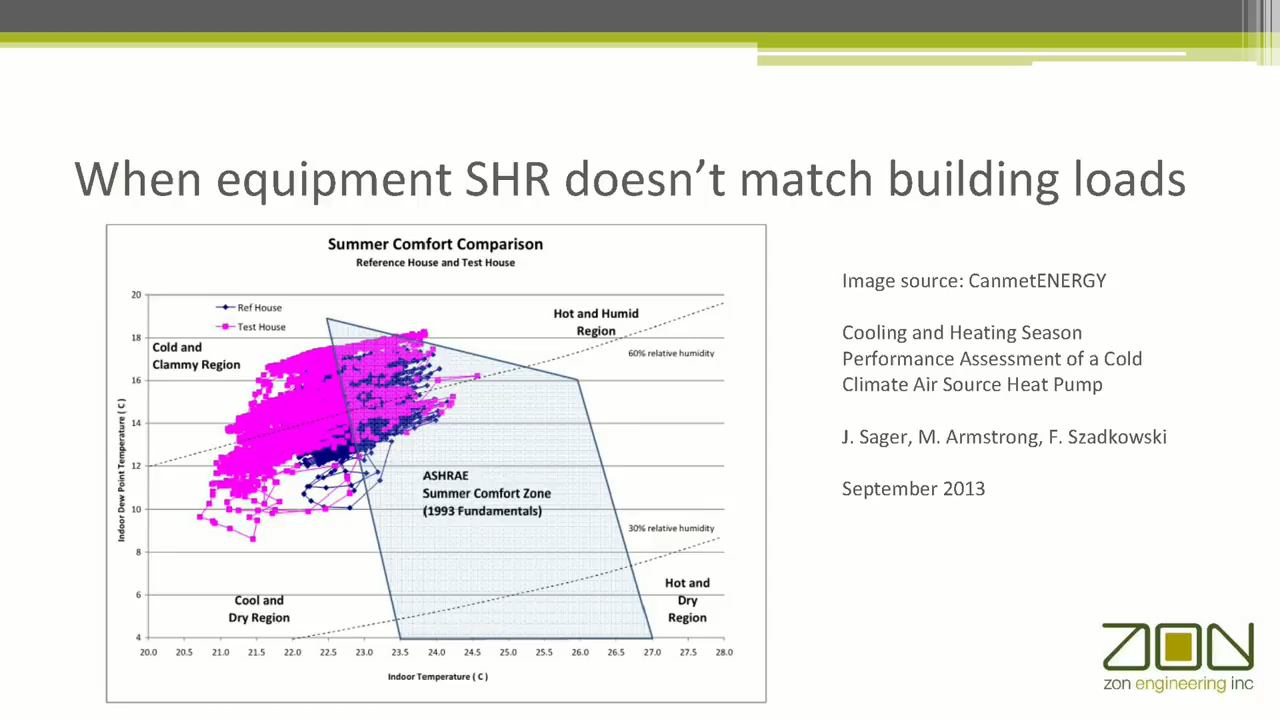 When equipment SHR doesn’t match building loads
Summer Comfort Comparison
Reference House and Test House
Ref House
Test House
Cold and
Clammy Region
Hot and Humid
Region
60% relative humidity
ASHRAE
Summer Comfort Zone
(1993 Fundamentals)
30% relative humidity
Cool and
Dry Region
Hot and
Dry
Region
Indoor Dew Point Temperature ( C )
20
18
16
14
12
10
8
6
4
20.0 20.5 21.0 21.5 22.0 22.5 23.0 23.5 24.0 24.5 25.0 25.5 26.0 26.5 27.0 27.5 28.0
Indoor Temperature ( C )
Image source: CanmetENERGY
Cooling and Heating Season
Performance Assessment of a Cold
Climate Air Source Heat Pump
J. Sager, M. Armstrong, F. Szadkowski
September 2013
ZON
zon engineering inc